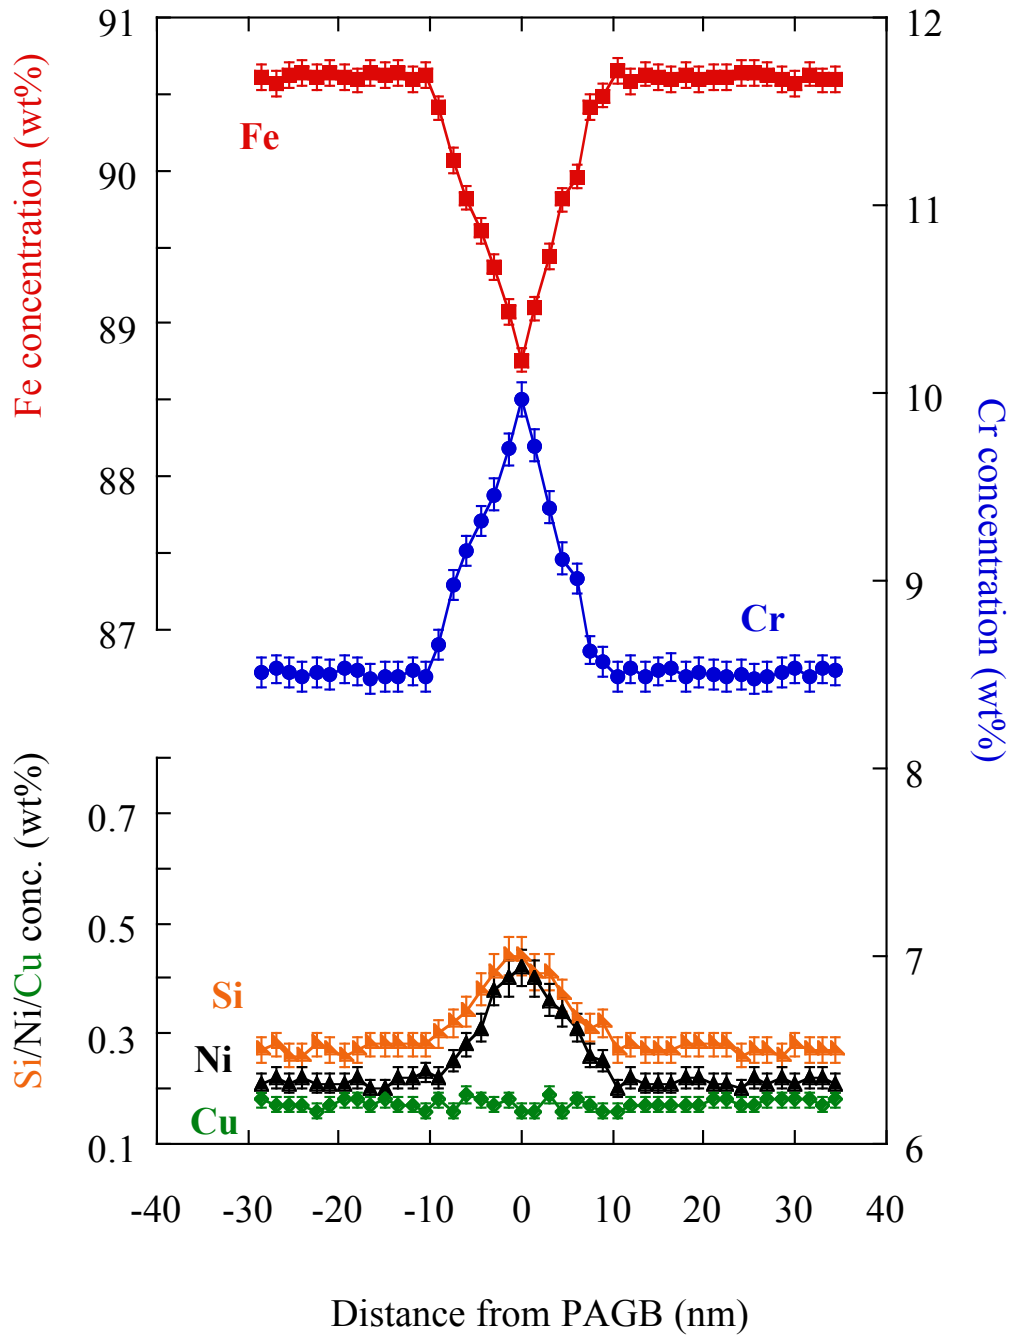 91
12
Fe concentration (wt%)
Fe
90
11
89
10
88
Cr concentration (wt%)
9
87
Cr
8
Si/Ni/Cu conc. (wt%)
0.7
0.5
7
Si
0.3
Ni
Cu
0.1
6
-40 -30 -20 -10 0 10 20 30 40
Distance from PAGB (nm)